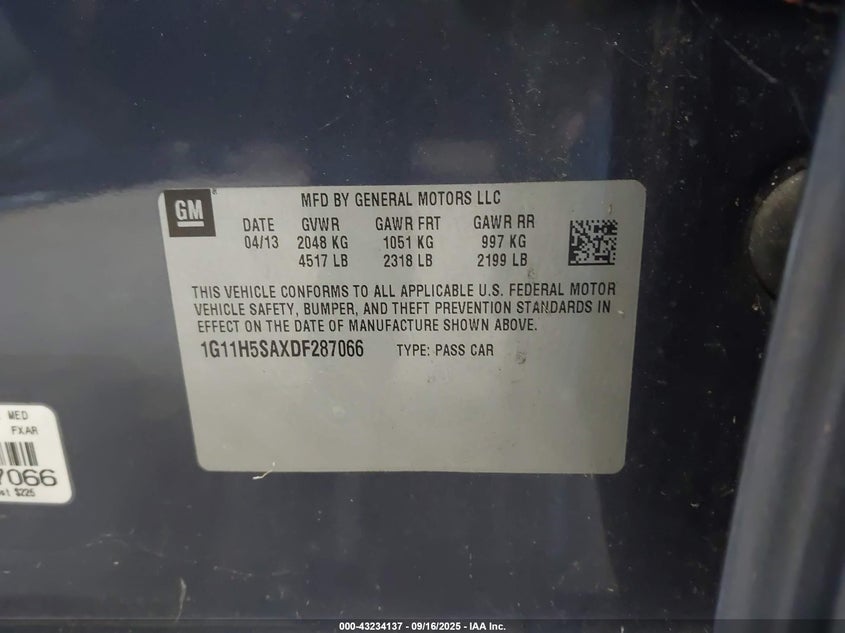 GM
MFD BY GENERAL MOTORS LLC
DATE GVWR GAWR FRT GAWR RR
04/13 2048 KG 1051 KG 997 KG
4517 LB 2318 LB 2199 LB
THIS VEHICLE CONFORMS TO ALL APPLICABLE U.S. FEDERAL MOTOR
VEHICLE SAFETY, BUMPER, AND THEFT PREVENTION STANDARDS IN
EFFECT ON THE DATE OF MANUFACTURE SHOWN ABOVE.
1G11H5SAXDF287066 TYPE: PASS CAR
MED
FXAR
7066
st $225
000-43234137 - 09/16/2025 - IAA Inc.